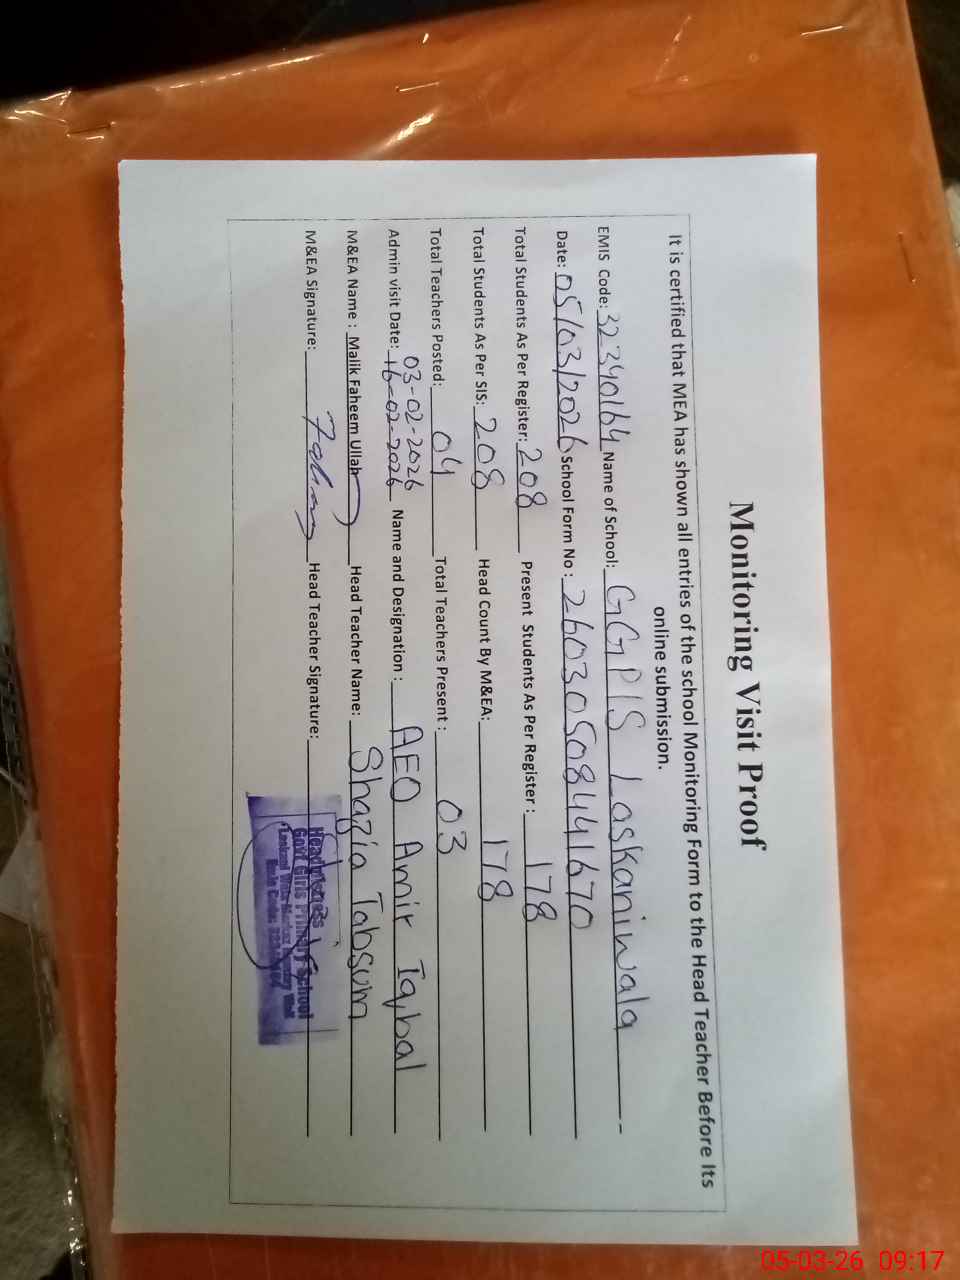 Monitoring Visit Proof
It is certified that MEA has shown all entries of the school Monitoring Form to the Head Teacher Before Its
online submission.
EMIS Code: 32340164 Name of School: GGPS Laskaniwala
Date: 05/03/2026 School Form No: 26030508441670
Total Students As Per Register: 208 Present Students As Per Register: 178
Total Students As Per SIS: 208 Head Count By M&EA: 178
Total Teachers Posted: 04 Total Teachers Present: 03
03-02-2026
Admin visit Date: 16-02-2026 Name and Designation: AEO Amir Iqbal
M&EA Name: Malik Faheem Ullah Head Teacher Name: Shazia Tabsum
M&EA Signature: Head Teacher Signature:
Headmistress
Govt Girls Primary School
05-03-26 09:17